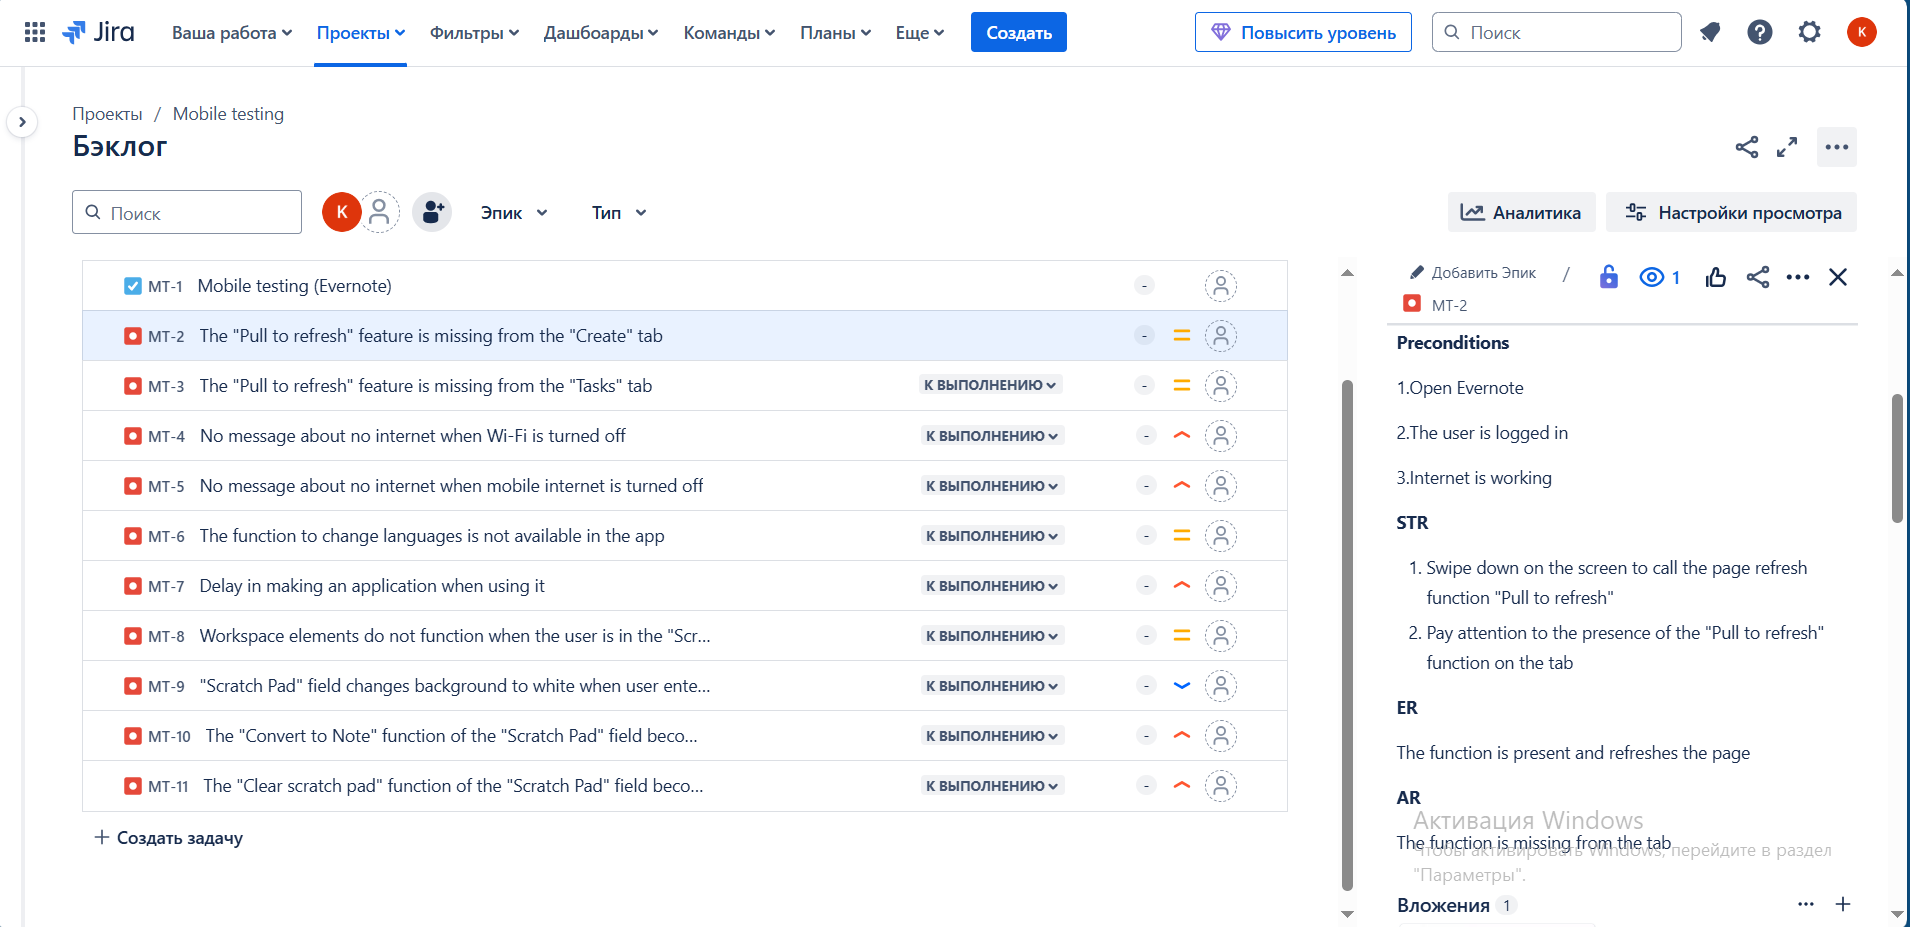 Jira
Ваша работа
Проекты
Фильтры
Дашборды
Команды
Планы
Еще
Создать
Повысить уровень
Поиск
K
Проекты / Mobile testing
Бэклог
Поиск
K
Эпик
Тип
Аналитика
Настройки просмотра
MT-1 Mobile testing (Evernote) -
MT-2 The "Pull to refresh" feature is missing from the "Create" tab -
MT-3 The "Pull to refresh" feature is missing from the "Tasks" tab К ВЫПОЛНЕНИЮ -
MT-4 No message about no internet when Wi-Fi is turned off К ВЫПОЛНЕНИЮ -
MT-5 No message about no internet when mobile internet is turned off К ВЫПОЛНЕНИЮ -
MT-6 The function to change languages is not available in the app К ВЫПОЛНЕНИЮ -
MT-7 Delay in making an application when using it К ВЫПОЛНЕНИЮ -
MT-8 Workspace elements do not function when the user is in the "Scr... К ВЫПОЛНЕНИЮ -
MT-9 "Scratch Pad" field changes background to white when user ente... К ВЫПОЛНЕНИЮ -
MT-10 The "Convert to Note" function of the "Scratch Pad" field beco... К ВЫПОЛНЕНИЮ -
MT-11 The "Clear scratch pad" function of the "Scratch Pad" field beco... К ВЫПОЛНЕНИЮ -
+ Создать задачу
Добавить Эпик /
1
MT-2
Preconditions
1.Open Evernote
2.The user is logged in
3.Internet is working
STR
1. Swipe down on the screen to call the page refresh
function "Pull to refresh"
2. Pay attention to the presence of the "Pull to refresh"
function on the tab
ER
The function is present and refreshes the page
AR
Активация Windows
The function is missing from the tab
Чтобы активировать Windows, перейдите в раздел
"Параметры".
Вложения 1